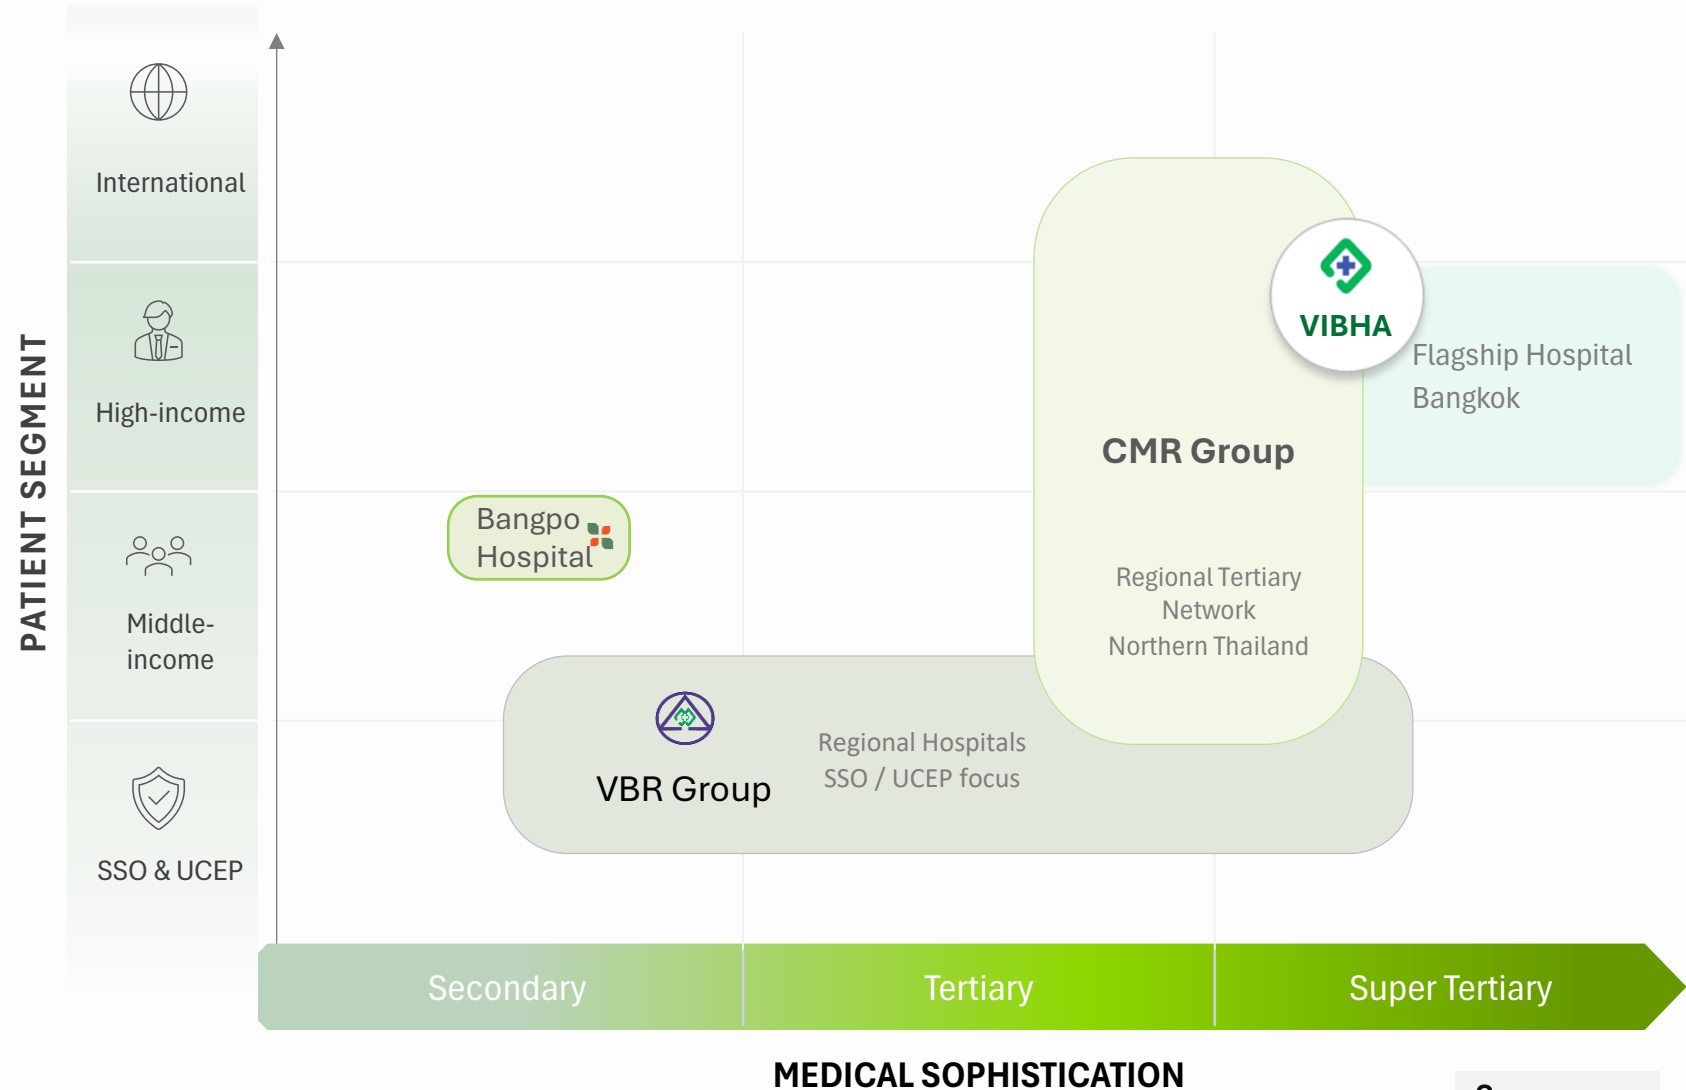 PATIENT SEGMENT
International
High-income
Middle-
income
SSO & UCEP
VIBHA
Flagship Hospital
Bangkok
CMR Group
Regional Tertiary
Network
Northern Thailand
Bangpo
Hospital
VBR Group
Regional Hospitals
SSO / UCEP focus
Secondary
Tertiary
Super Tertiary
MEDICAL SOPHISTICATION